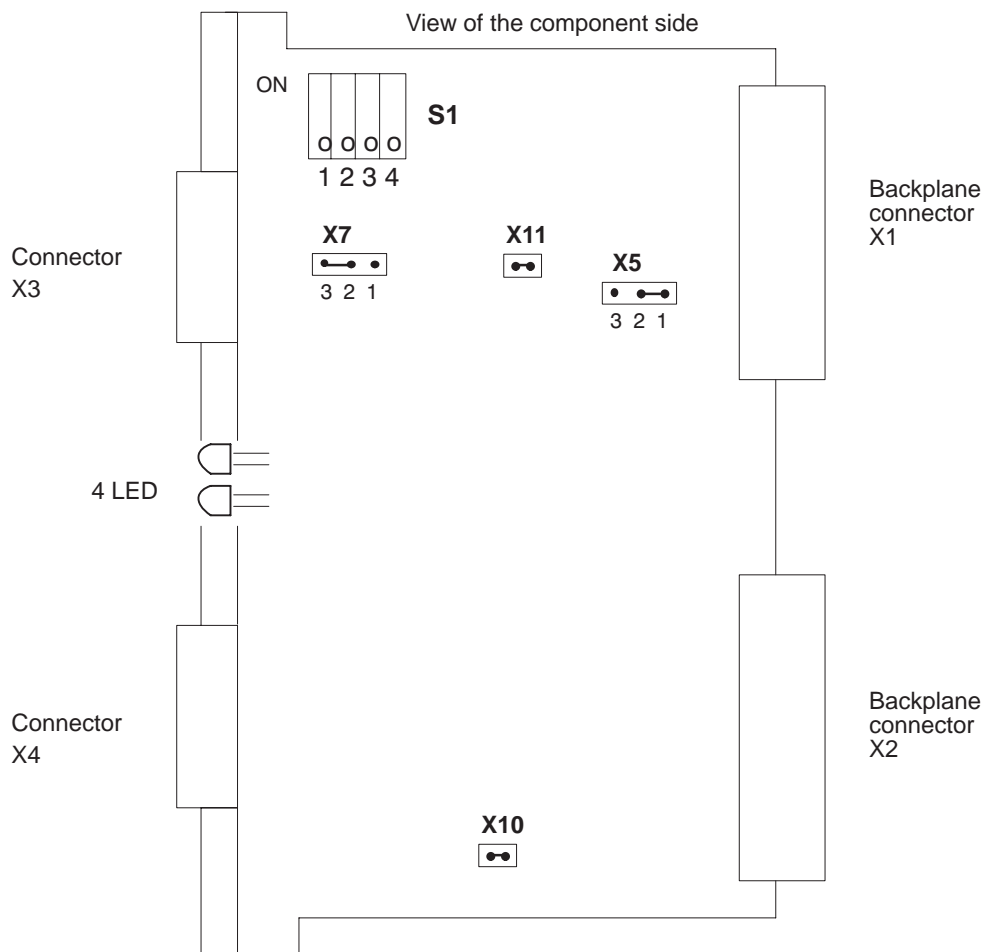 View of the component side
ON
S1
1 2 3 4
Backplane
connector
X1
X7
X11
X5
Connector
X3
3 2 1
3 2 1
4 LED
Backplane
connector
X2
Connector
X4
X10